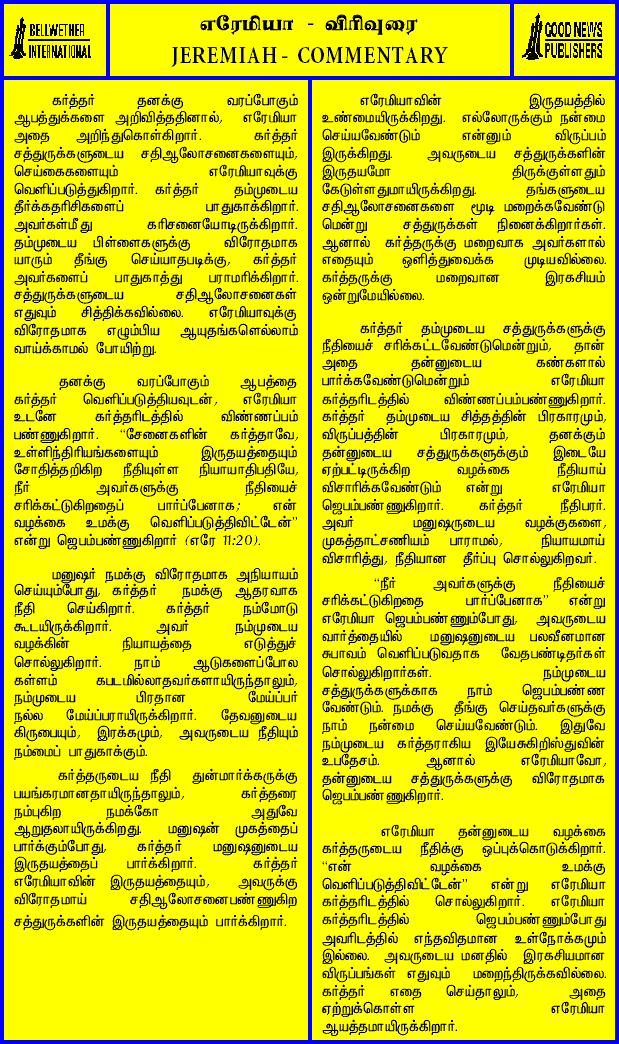 BELLWETHER
INTERNATIONAL
எரேமியா - விரிவுரை
JEREMIAH - COMMENTARY
GOOD NEWS
PUBLISHERS
கர்த்தர் தனக்கு வரப்போகும்
ஆபத்துக்களை அறிவித்ததினால், எரேமியா
அதை அறிந்துகொள்கிறார். கர்த்தர்
சத்துருக்களுடைய சதிஆலோசனைகளையும்,
செய்கைகளையும் எரேமியாவுக்கு
வெளிப்படுத்துகிறார். கர்த்தர் தம்முடைய
தீர்க்கதரிசிகளைப் பாதுகாக்கிறார்.
அவர்கள்மீது கரிசனையோடிருக்கிறார்.
தம்முடைய பிள்ளைகளுக்கு விரோதமாக
யாரும் தீங்கு செய்யாதபடிக்கு, கர்த்தர்
அவர்களைப் பாதுகாத்து பராமரிக்கிறார்.
சத்துருக்களுடைய சதிஆலோசனைகள்
எதுவும் சித்திக்கவில்லை. எரேமியாவுக்கு
விரோதமாக எழும்பிய ஆயுதங்களெல்லாம்
வாய்க்காமல் போயிற்று.
தனக்கு வரப்போகும் ஆபத்தை
கர்த்தர் வெளிப்படுத்தியவுடன், எரேமியா
உடனே கர்த்தரிடத்தில் விண்ணப்பம்
பண்ணுகிறார். “சேனைகளின் கர்த்தாவே,
உள்ளிந்திரியங்களையும் இருதயத்தையும்
சோதித்தறிகிற நீதியுள்ள நியாயாதிபதியே,
நீர் அவர்களுக்கு நீதியைச்
சரிக்கட்டுகிறதைப் பார்ப்பேனாக; என்
வழக்கை உமக்கு வெளிப்படுத்திவிட்டேன்”
என்று ஜெபம்பண்ணுகிறார் (எரே 11:20).
மனுஷர் நமக்கு விரோதமாக அநியாயம்
செய்யும்போது, கர்த்தர் நமக்கு ஆதரவாக
நீதி செய்கிறார். கர்த்தர் நம்மோடு
கூடயிருக்கிறார். அவர் நம்முடைய
வழக்கின் நியாயத்தை எடுத்துச்
சொல்லுகிறார். நாம் ஆடுகளைப்போல
கள்ளம் கபடமில்லாதவர்களாயிருந்தாலும்,
நம்முடைய பிரதான மேய்ப்பர்
நல்ல மேய்ப்பராயிருக்கிறார். தேவனுடைய
கிருபையும், இரக்கமும், அவருடைய நீதியும்
நம்மைப் பாதுகாக்கும்.
கர்த்தருடைய நீதி துன்மார்க்கருக்கு
பயங்கரமானதாயிருந்தாலும், கர்த்தரை
நம்புகிற நமக்கோ அதுவே
ஆறுதலாயிருக்கிறது. மனுஷன் முகத்தைப்
பார்க்கும்போது, கர்த்தர் மனுஷனுடைய
இருதயத்தைப் பார்க்கிறார். கர்த்தர்
எரேமியாவின் இருதயத்தையும், அவருக்கு
விரோதமாய் சதிஆலோசனைபண்ணுகிற
சத்துருக்களின் இருதயத்தையும் பார்க்கிறார்.
எரேமியாவின் இருதயத்தில்
உண்மையிருக்கிறது. எல்லோருக்கும் நன்மை
செய்யவேண்டும் என்னும் விருப்பம்
இருக்கிறது. அவருடைய சத்துருக்களின்
இருதயமோ திருக்குள்ளதும்
கேடுள்ளதுமாயிருக்கிறது. தங்களுடைய
சதிஆலோசனைகளை மூடி மறைக்கவேண்டு
மென்று சத்துருக்கள் நினைக்கிறார்கள்.
ஆனால் கர்த்தருக்கு மறைவாக அவர்களால்
எதையும் ஒளித்துவைக்க முடியவில்லை.
கர்த்தருக்கு மறைவான இரகசியம்
ஒன்றுமேயில்லை.
கர்த்தர் தம்முடைய சத்துருக்களுக்கு
நீதியைச் சரிக்கட்டவேண்டுமென்றும், தான்
அதை தன்னுடைய கண்களால்
பார்க்கவேண்டுமென்றும் எரேமியா
கர்த்தரிடத்தில் விண்ணப்பம்பண்ணுகிறார்.
கர்த்தர் தம்முடைய சித்தத்தின் பிரகாரமும்,
விருப்பத்தின் பிரகாரமும், தனக்கும்
தன்னுடைய சத்துருக்களுக்கும் இடையே
ஏற்பட்டிருக்கிற வழக்கை நீதியாய்
விசாரிக்கவேண்டும் என்று எரேமியா
ஜெபம்பண்ணுகிறார். கர்த்தர் நீதிபரர்.
அவர் மனுஷருடைய வழக்குகளை,
முகத்தாட்சணியம் பாராமல், நியாயமாய்
விசாரித்து, நீதியான தீர்ப்பு சொல்லுகிறவர்.
“நீர் அவர்களுக்கு நீதியைச்
சரிக்கட்டுகிறதை பார்ப்பேனாக” என்று
எரேமியா ஜெபம்பண்ணும்போது, அவருடைய
வார்த்தையில் மனுஷனுடைய பலவீனமான
சுபாவம் வெளிப்படுவதாக வேதபண்டிதர்கள்
சொல்லுகிறார்கள். நம்முடைய
சத்துருக்களுக்காக நாம் ஜெபம்பண்ண
வேண்டும். நமக்கு தீங்கு செய்தவர்களுக்கு
நாம் நன்மை செய்யவேண்டும். இதுவே
நம்முடைய கர்த்தராகிய இயேசுகிறிஸ்துவின்
உபதேசம். ஆனால் எரேமியாவோ,
தன்னுடைய சத்துருக்களுக்கு விரோதமாக
ஜெபம்பண்ணுகிறார்.
எரேமியா தன்னுடைய வழக்கை
கர்த்தருடைய நீதிக்கு ஒப்புக்கொடுக்கிறார்.
“என் வழக்கை உமக்கு
வெளிப்படுத்திவிட்டேன்” என்று எரேமியா
கர்த்தரிடத்தில் சொல்லுகிறார். எரேமியா
கர்த்தரிடத்தில் ஜெபம்பண்ணும்போது
அவரிடத்தில் எந்தவிதமான உள்நோக்கமும்
இல்லை. அவருடைய மனதில் இரகசியமான
விருப்பங்கள் எதுவும் மறைந்திருக்கவில்லை.
கர்த்தர் எதை செய்தாலும், அதை
ஏற்றுக்கொள்ள எரேமியா
ஆயத்தமாயிருக்கிறார்.